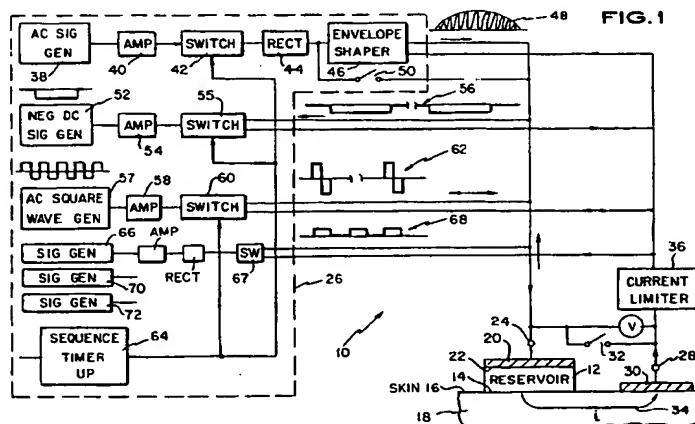 FIG. 1
AC SIG GEN
38
AMP
40
SWITCH
42
RECT
44
ENVELOPE SHAPER
46
48
50
NEG DC SIG GEN
52
AMP
54
SWITCH
55
56
AC SQUARE WAVE GEN
57
AMP
58
SWITCH
60
62
SIG GEN
66
AMP
RECT
SW
67
68
SIG GEN
70
SIG GEN
72
26
SEQUENCE TIMER UP
64
10
36
CURRENT LIMITER
V
24
32
28
20
22
12
14
RESERVOIR
30
SKIN 16
18
34